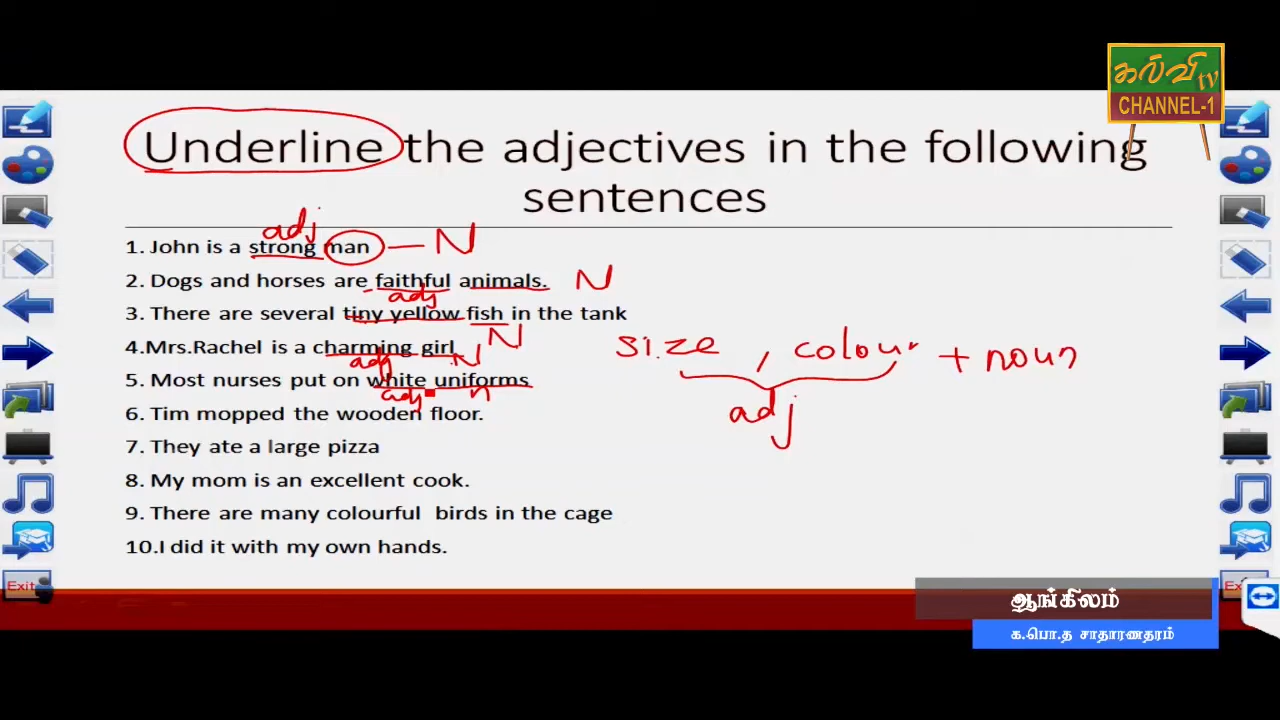 கல்வி tv
CHANNEL-1
Underline the adjectives in the following
sentences
adj
1. John is a strong man — N
2. Dogs and horses are faithful animals. N
adj
3. There are several tiny yellow fish in the tank
N
size , colour + noun
4.Mrs.Rachel is a charming girl
adj N
5. Most nurses put on white uniforms
adj n
adj
6. Tim mopped the wooden floor.
7. They ate a large pizza
8. My mom is an excellent cook.
9. There are many colourful birds in the cage
10.I did it with my own hands.
Exit
ஆங்கிலம்
க.பொ.த சாதாரணதரம்